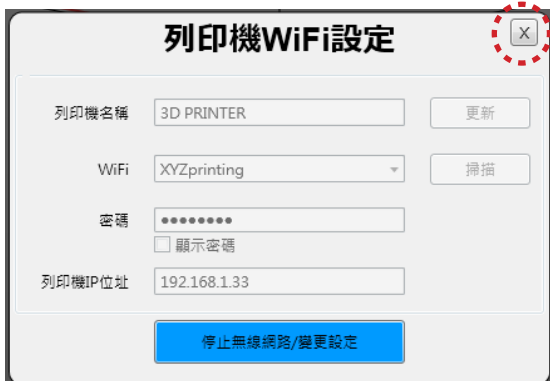 列印機WiFi設定
X
列印機名稱 3D PRINTER 更新
WiFi XYZprinting 掃描
密碼 ●●●●●●●●
顯示密碼
列印機IP位址 192.168.1.33
停止無線網路/變更設定